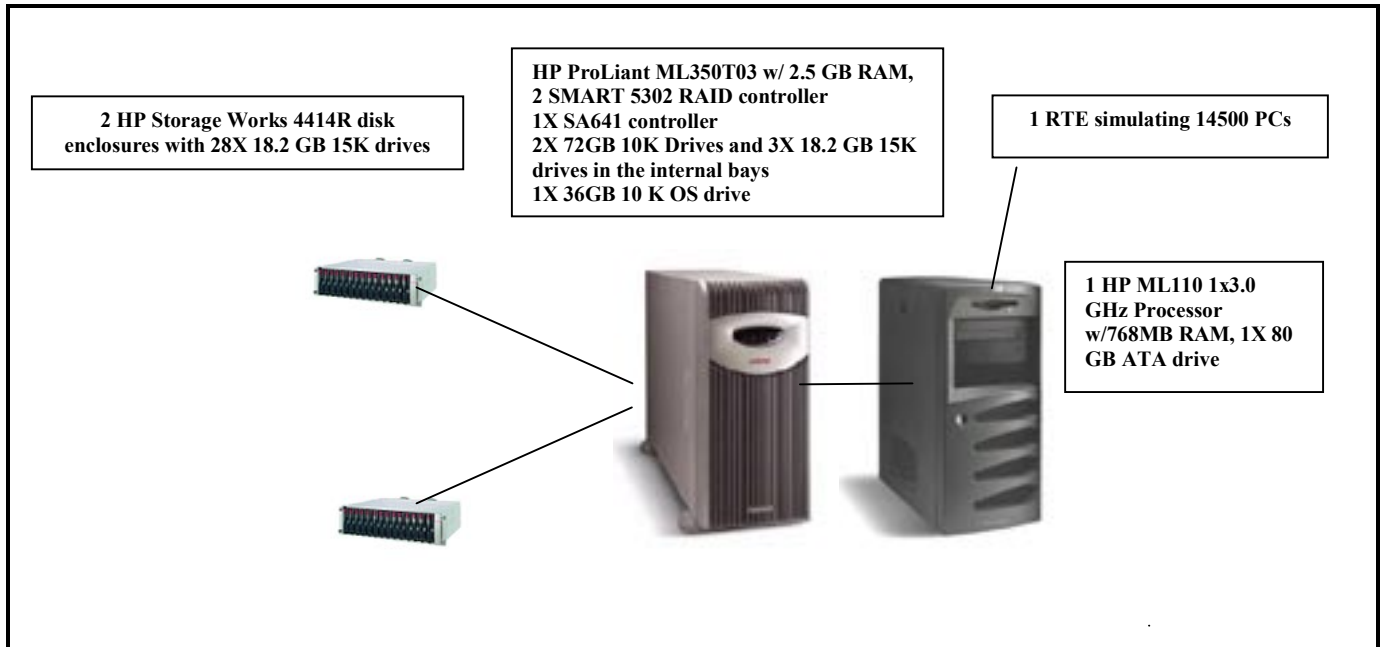 2 HP Storage Works 4414R disk
enclosures with 28X 18.2 GB 15K drives
HP ProLiant ML350T03 w/ 2.5 GB RAM,
2 SMART 5302 RAID controller
1X SA641 controller
2X 72GB 10K Drives and 3X 18.2 GB 15K
drives in the internal bays
1X 36GB 10 K OS drive
1 RTE simulating 14500 PCs
1 HP ML110 1x3.0
GHz Processor
w/768MB RAM, 1X 80
GB ATA drive